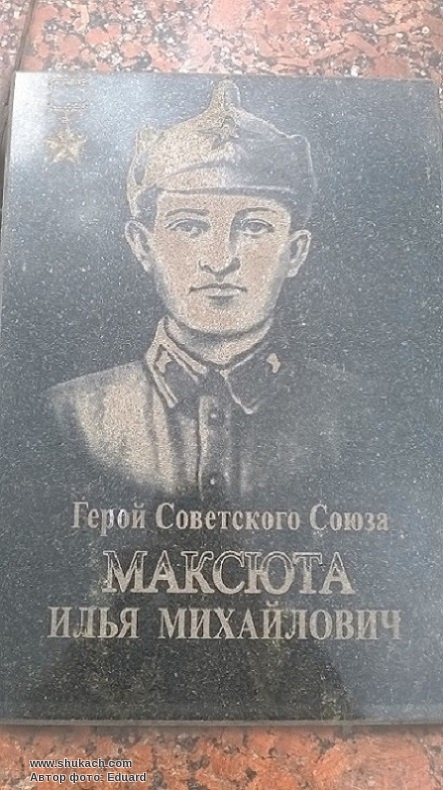 Герой Советского Союза
МАКСЮТА
ИЛЬЯ МИХАЙЛОВИЧ
www.shukach.com
Автор фото: Eduard